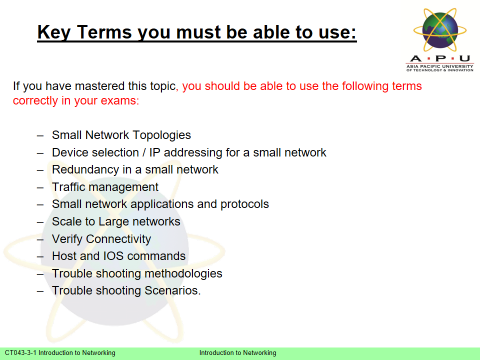 Key Terms you must be able to use:
A • P • U
ASIA PACIFIC UNIVERSITY
OF TECHNOLOGY & INNOVATION
If you have mastered this topic, you should be able to use the following terms
correctly in your exams:
– Small Network Topologies
– Device selection / IP addressing for a small network
– Redundancy in a small network
– Traffic management
– Small network applications and protocols
– Scale to Large networks
– Verify Connectivity
– Host and IOS commands
– Trouble shooting methodologies
– Trouble shooting Scenarios.
CT043-3-1 Introduction to Networking Introduction to Networking